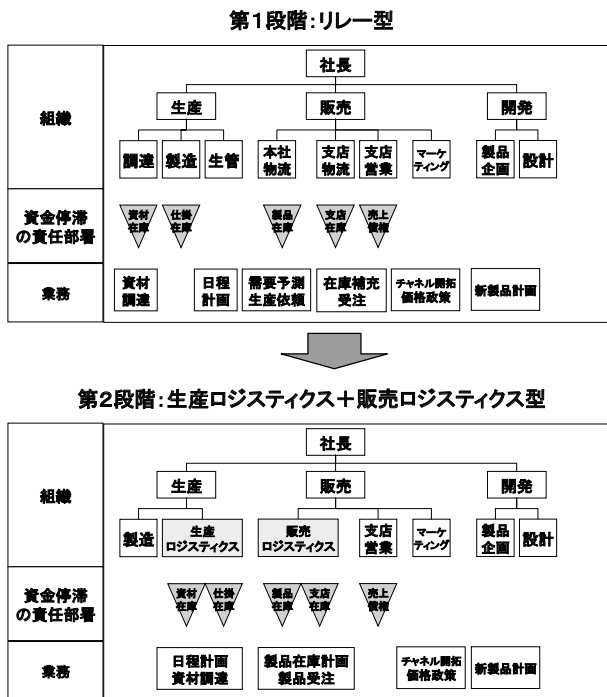 第1段階:リレー型
組織
社長
生産
販売
開発
調達
製造
生管
本社
物流
支店
物流
支店
営業
マーケ
ティング
製品
企画
設計
資金停滞
の責任部署
資材
在庫
仕掛
在庫
製品
在庫
支店
在庫
売上
債権
業務
資材
調達
日程
計画
需要予測
生産依頼
在庫補充
受注
チャネル開拓
価格政策
新製品計画
第2段階:生産ロジスティクス+販売ロジスティクス型
組織
社長
生産
販売
開発
製造
生産
ロジスティクス
販売
ロジスティクス
支店
営業
マーケ
ティング
製品
企画
設計
資金停滞
の責任部署
資材
在庫
仕掛
在庫
製品
在庫
支店
在庫
売上
債権
業務
日程計画
資材調達
製品在庫計画
製品受注
チャネル開拓
価格政策
新製品計画